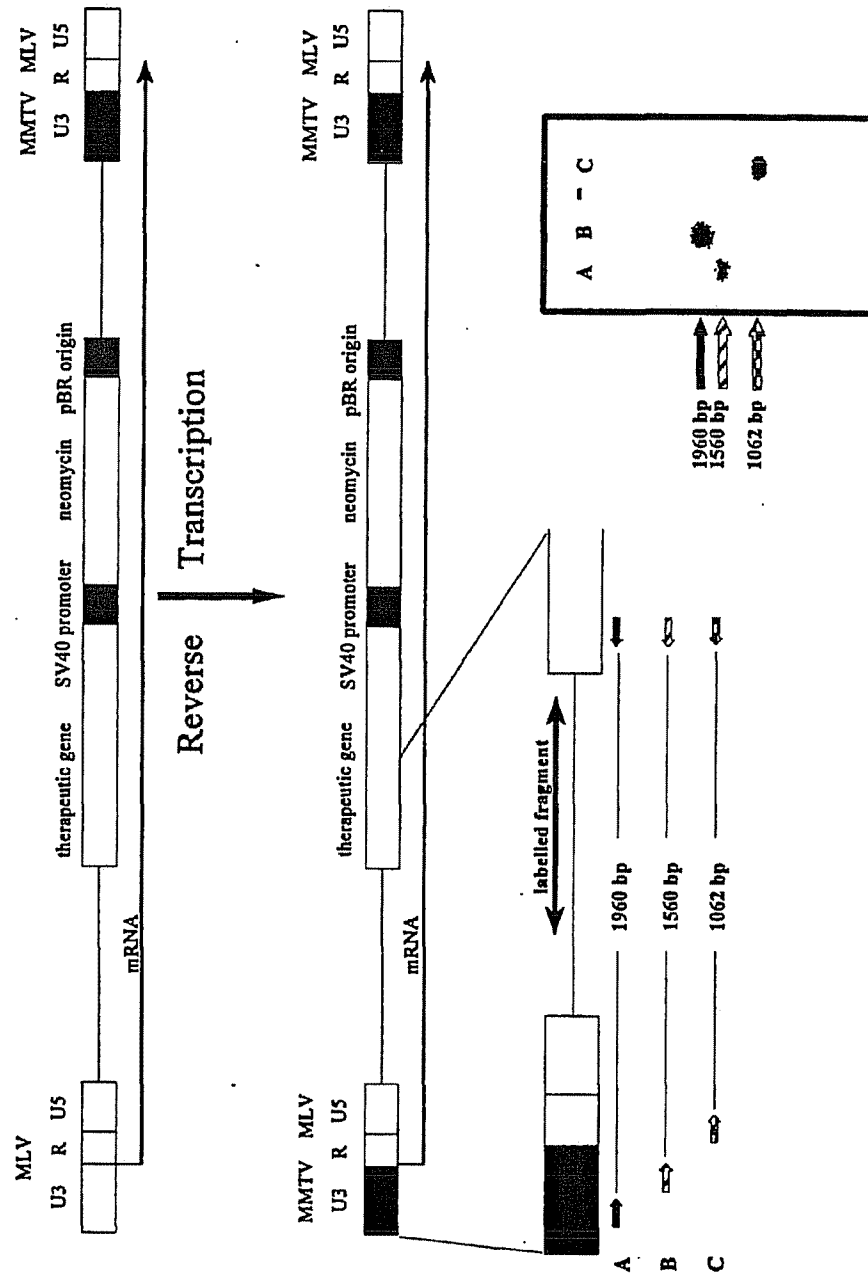 MLV MMTV MLV
U3 R U5 therapeutic gene SV40 promoter neomycin pBR origin U3 R U5
mRNA
Reverse Transcription
MMTV MLV MMTV MLV
U3 R U5 therapeutic gene SV40 promoter neomycin pBR origin U3 R U5
mRNA
labelled fragment
A 1960 bp
B 1560 bp
C 1062 bp
A B - C
1960 bp
1560 bp
1062 bp